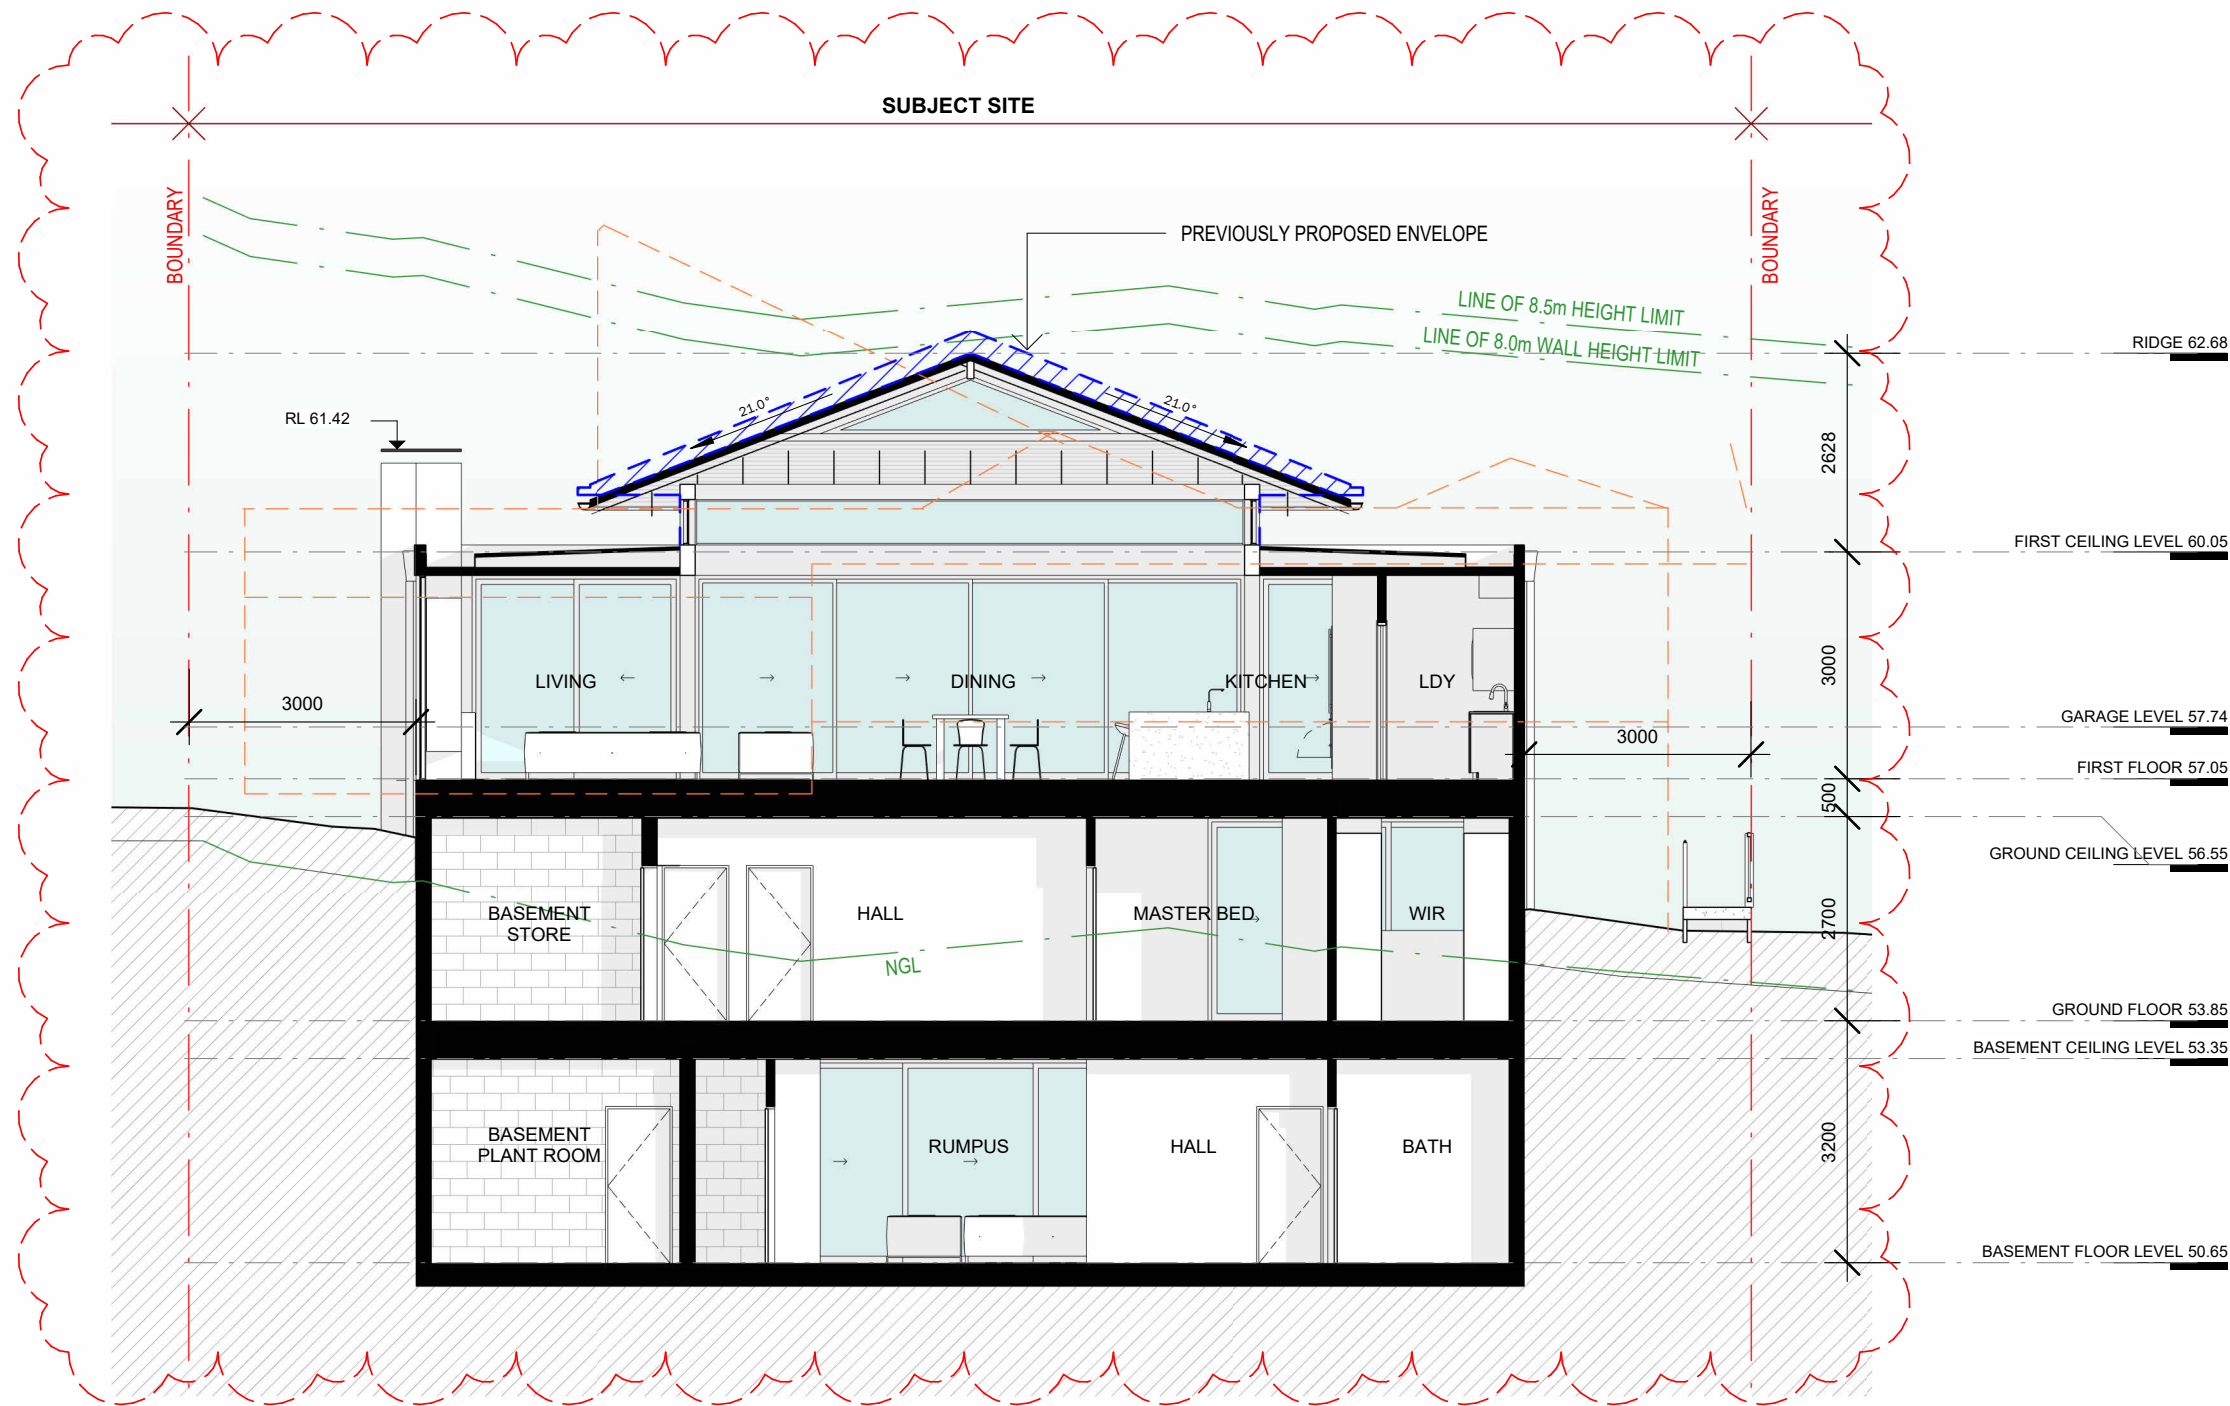 SUBJECT SITE
BOUNDARY
BOUNDARY
PREVIOUSLY PROPOSED ENVELOPE
LINE OF 8.5m HEIGHT LIMIT
LINE OF 8.0m WALL HEIGHT LIMIT
RIDGE 62.68
21.0°
21.0°
RL 61.42
2628
FIRST CEILING LEVEL 60.05
LIVING
DINING
KITCHEN
LDY
3000
3000
3000
GARAGE LEVEL 57.74
FIRST FLOOR 57.05
500
GROUND CEILING LEVEL 56.55
BASEMENT
STORE
HALL
MASTER BED
WIR
2700
NGL
GROUND FLOOR 53.85
BASEMENT CEILING LEVEL 53.35
BASEMENT
PLANT ROOM
RUMPUS
HALL
BATH
3200
BASEMENT FLOOR LEVEL 50.65